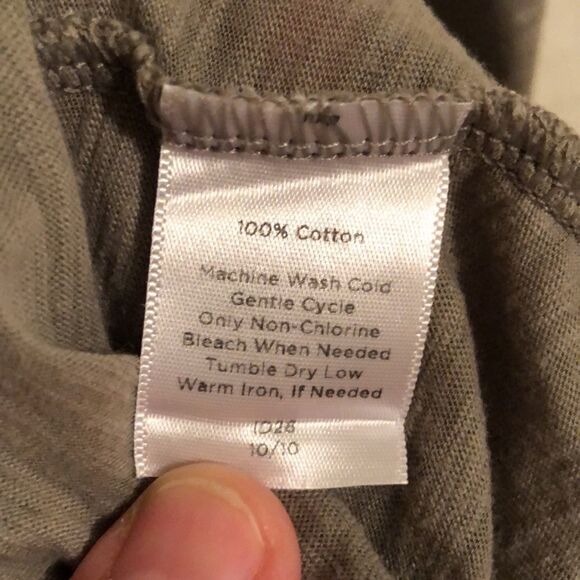 100% Cotton
Machine Wash Cold
Gentle Cycle
Only Non-Chlorine
Bleach When Needed
Tumble Dry Low
Warm Iron, If Needed
ID28
10/10